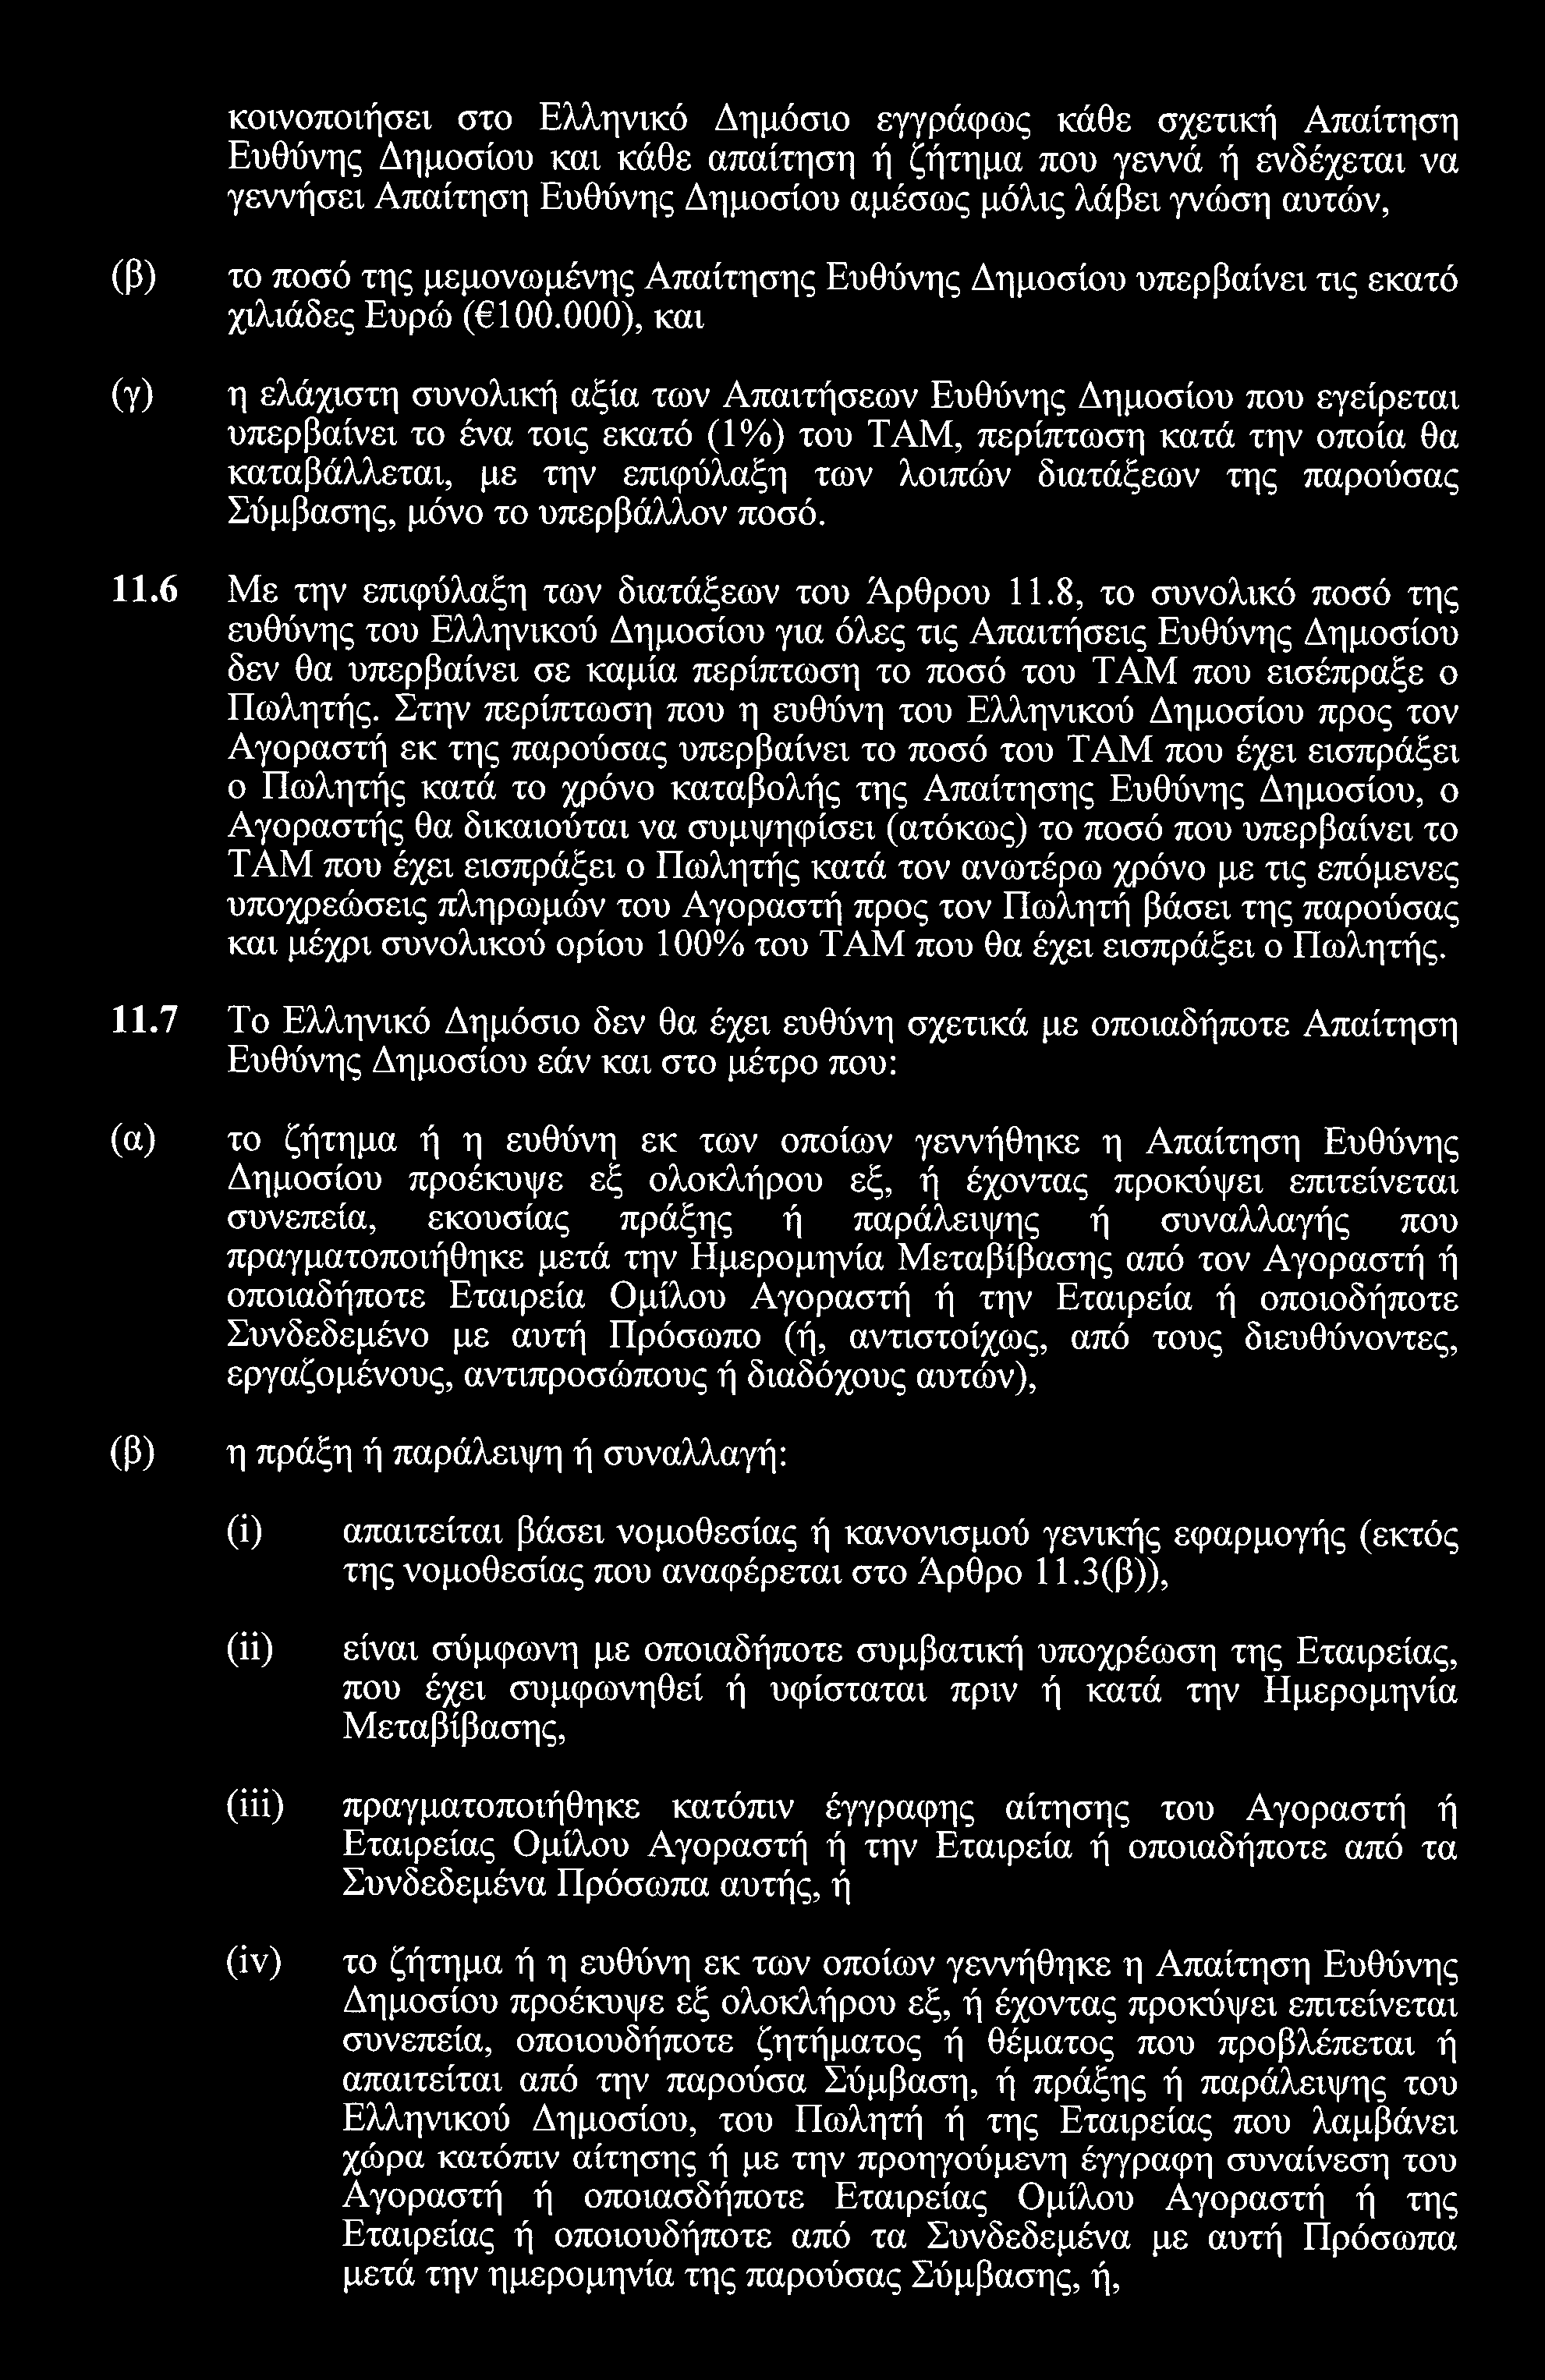 κοινοποιήσει στο Ελληνικό Δημόσιο εγγράφως κάθε σχετική Απαίτηση
Ευθύνης Δημοσίου και κάθε απαίτηση ή ζήτημα που γεννά ή ενδέχεται να
γεννήσει Απαίτηση Ευθύνης Δημοσίου αμέσως μόλις λάβει γνώση αυτών,
(β) το ποσό της μεμονωμένης Απαίτησης Ευθύνης Δημοσίου υπερβαίνει τις εκατό
χιλιάδες Ευρώ (€100.000), και
(γ) η ελάχιστη συνολική αξία των Απαιτήσεων Ευθύνης Δημοσίου που εγείρεται
υπερβαίνει το ένα τοις εκατό (1%) του ΤΑΜ, περίπτωση κατά την οποία θα
καταβάλλεται, με την επιφύλαξη των λοιπών διατάξεων της παρούσας
Σύμβασης, μόνο το υπερβάλλον ποσό.
11.6 Με την επιφύλαξη των διατάξεων του Άρθρου 11.8, το συνολικό ποσό της
ευθύνης του Ελληνικού Δημοσίου για όλες τις Απαιτήσεις Ευθύνης Δημοσίου
δεν θα υπερβαίνει σε καμία περίπτωση το ποσό του ΤΑΜ που εισέπραξε ο
Πωλητής. Στην περίπτωση που η ευθύνη του Ελληνικού Δημοσίου προς τον
Αγοραστή εκ της παρούσας υπερβαίνει το ποσό του ΤΑΜ που έχει εισπράξει
ο Πωλητής κατά το χρόνο καταβολής της Απαίτησης Ευθύνης Δημοσίου, ο
Αγοραστής θα δικαιούται να συμψηφίσει (ατόκως) το ποσό που υπερβαίνει το
ΤΑΜ που έχει εισπράξει ο Πωλητής κατά τον ανωτέρω χρόνο με τις επόμενες
υποχρεώσεις πληρωμών του Αγοραστή προς τον Πωλητή βάσει της παρούσας
και μέχρι συνολικού ορίου 100% του ΤΑΜ που θα έχει εισπράξει ο Πωλητής.
11.7 Το Ελληνικό Δημόσιο δεν θα έχει ευθύνη σχετικά με οποιαδήποτε Απαίτηση
Ευθύνης Δημοσίου εάν και στο μέτρο που:
(α) το ζήτημα ή η ευθύνη εκ των οποίων γεννήθηκε η Απαίτηση Ευθύνης
Δημοσίου προέκυψε εξ ολοκλήρου εξ, ή έχοντας προκύψει επιτείνεται
συνεπεία, εκουσίας πράξης ή παράλειψης ή συναλλαγής που
πραγματοποιήθηκε μετά την Ημερομηνία Μεταβίβασης από τον Αγοραστή ή
οποιαδήποτε Εταιρεία Ομίλου Αγοραστή ή την Εταιρεία ή οποιοδήποτε
Συνδεδεμένο με αυτή Πρόσωπο (ή, αντιστοίχως, από τους διευθύνοντες,
εργαζομένους, αντιπροσώπους ή διαδόχους αυτών),
(β) η πράξη ή παράλειψη ή συναλλαγή:
(i) απαιτείται βάσει νομοθεσίας ή κανονισμού γενικής εφαρμογής (εκτός
της νομοθεσίας που αναφέρεται στο Άρθρο 11.3(β)),
(ii) είναι σύμφωνη με οποιαδήποτε συμβατική υποχρέωση της Εταιρείας,
που έχει συμφωνηθεί ή υφίσταται πριν ή κατά την Ημερομηνία
Μεταβίβασης,
(iii) πραγματοποιήθηκε κατόπιν έγγραφης αίτησης του Αγοραστή ή
Εταιρείας Ομίλου Αγοραστή ή την Εταιρεία ή οποιαδήποτε από τα
Συνδεδεμένα Πρόσωπα αυτής, ή
(iv) το ζήτημα ή η ευθύνη εκ των οποίων γεννήθηκε η Απαίτηση Ευθύνης
Δημοσίου προέκυψε εξ ολοκλήρου εξ, ή έχοντας προκύψει επιτείνεται
συνεπεία, οποιουδήποτε ζητήματος ή θέματος που προβλέπεται ή
απαιτείται από την παρούσα Σύμβαση, ή πράξης ή παράλειψης του
Ελληνικού Δημοσίου, του Πωλητή ή της Εταιρείας που λαμβάνει
χώρα κατόπιν αίτησης ή με την προηγούμενη έγγραφη συναίνεση του
Αγοραστή ή οποιασδήποτε Εταιρείας Ομίλου Αγοραστή ή της
Εταιρείας ή οποιουδήποτε από τα Συνδεδεμένα με αυτή Πρόσωπα
μετά την ημερομηνία της παρούσας Σύμβασης, ή,